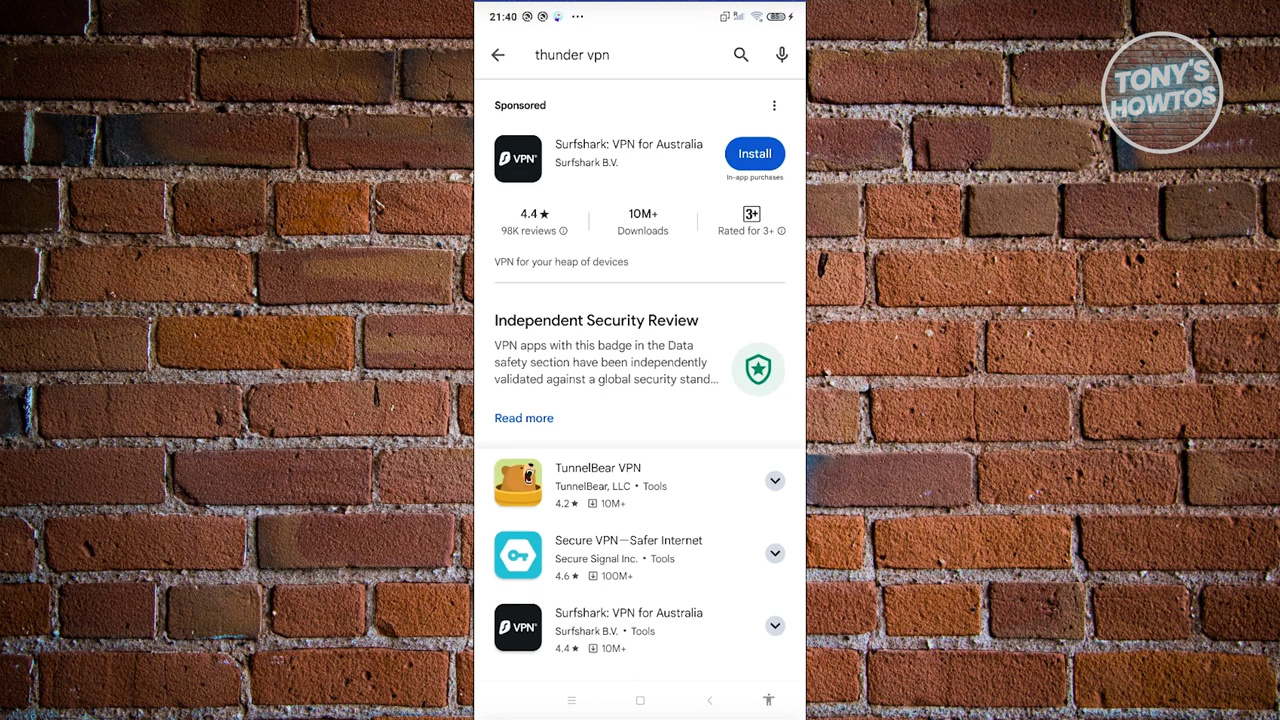 21:40
85
thunder vpn
TONY'S
HOWTOS
Sponsored
VPN
Surfshark: VPN for Australia
Surfshark B.V.
Install
In-app purchases
4.4★
98K reviews
10M+
Downloads
3+
Rated for 3+
VPN for your heap of devices
Independent Security Review
VPN apps with this badge in the Data
safety section have been independently
validated against a global security stand...
Read more
TunnelBear VPN
TunnelBear, LLC • Tools
4.2★ 10M+
Secure VPN—Safer Internet
Secure Signal Inc. • Tools
4.6★ 100M+
VPN
Surfshark: VPN for Australia
Surfshark B.V. • Tools
4.4★ 10M+